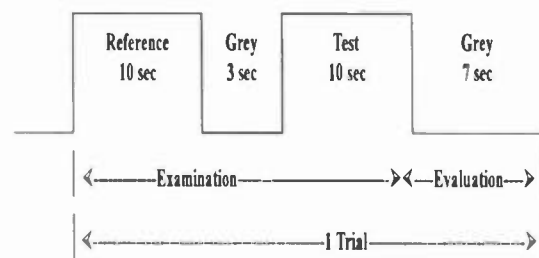 Reference Grey Test Grey
10 sec 3 sec 10 sec 7 sec
Examination Evaluation
1 Trial